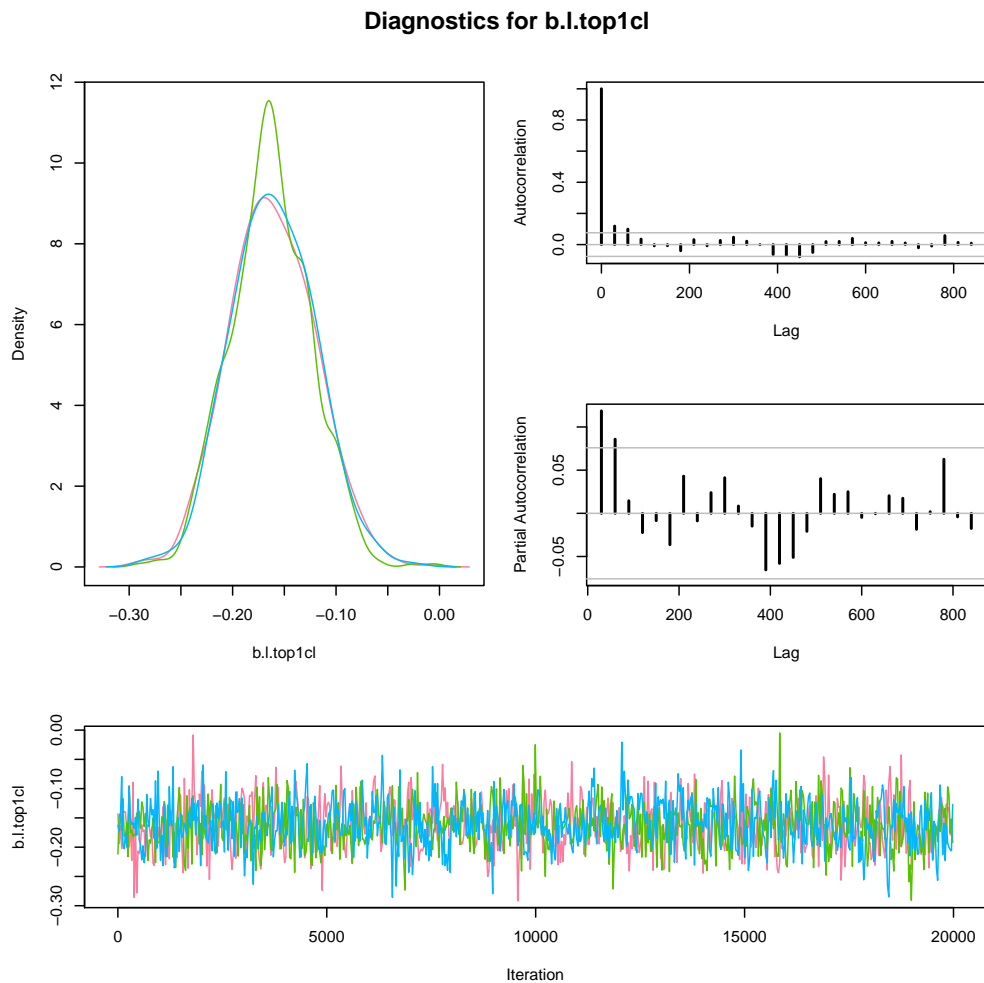 Diagnostics for b.l.top1cl
Density
0 2 4 6 8 10 12
−0.30 −0.20 −0.10 0.00
b.l.top1cl
Autocorrelation
0.0 0.4 0.8
0 200 400 600 800
Lag
Partial Autocorrelation
−0.05 0.05
0 200 400 600 800
Lag
b.l.top1cl
−0.30 −0.20 −0.10 0.00
0 5000 10000 15000 20000
Iteration